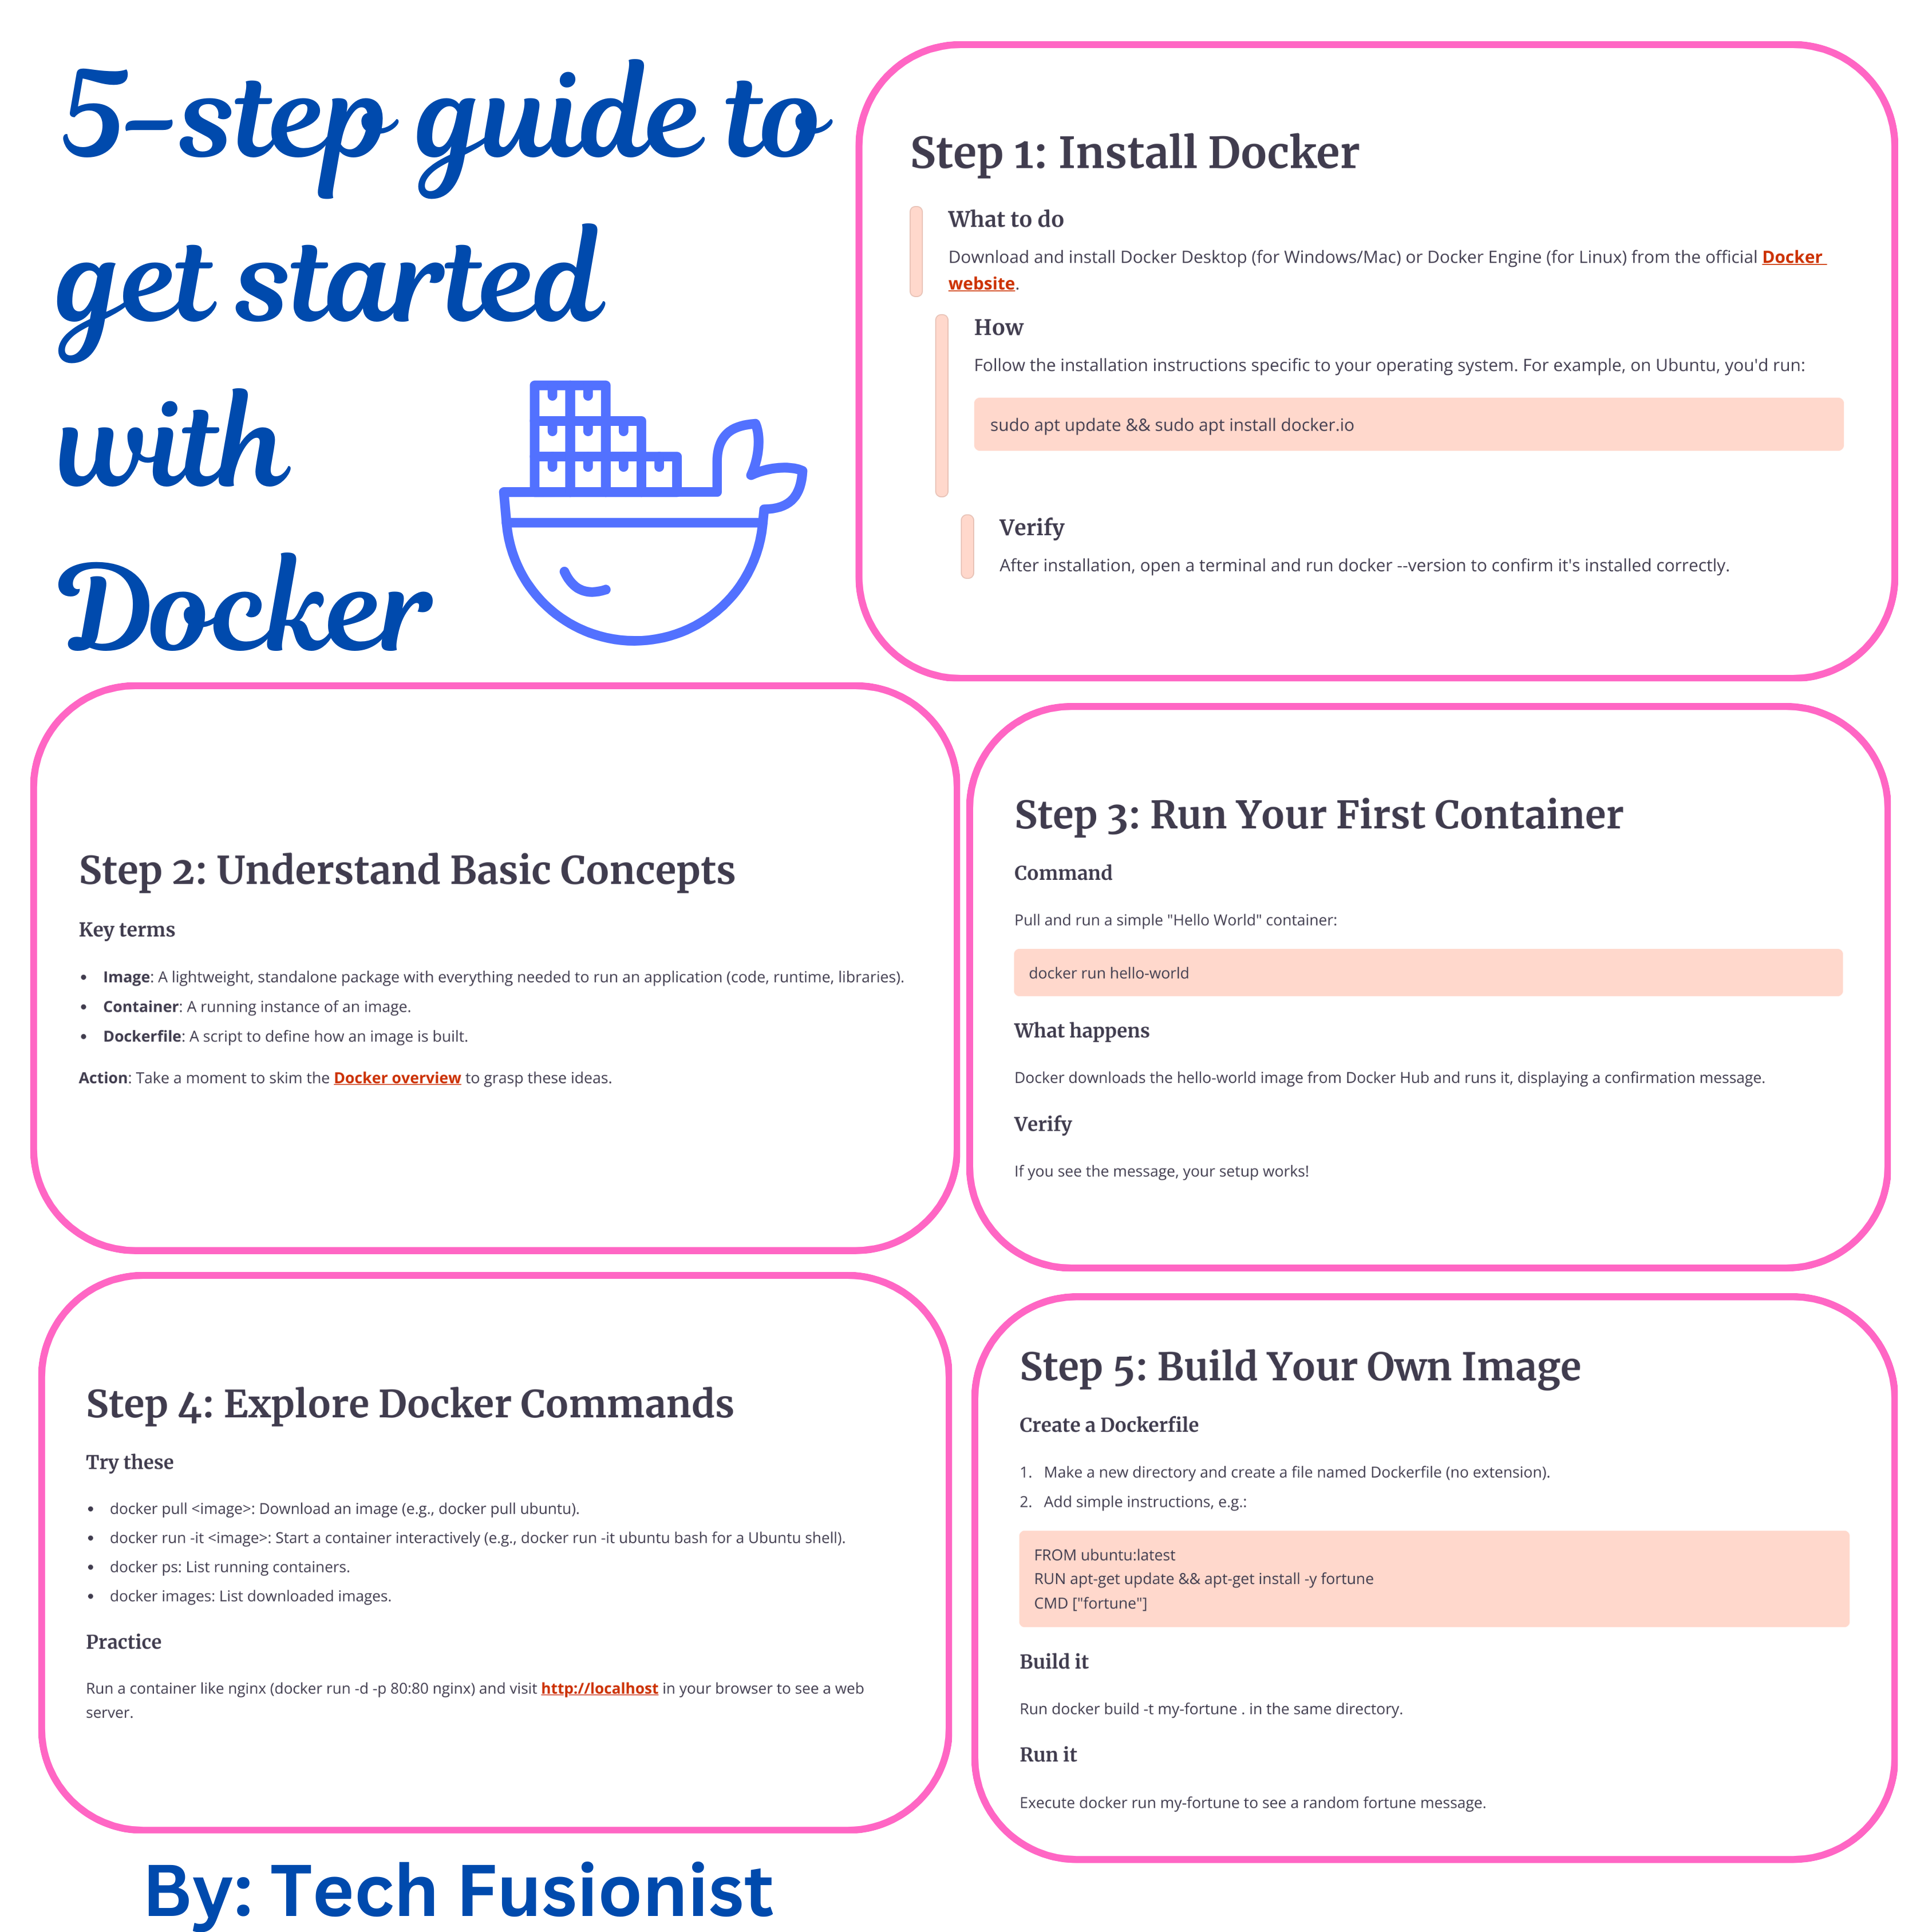 5-step guide to
get started
with
Docker
Step 1: Install Docker
What to do
Download and install Docker Desktop (for Windows/Mac) or Docker Engine (for Linux) from the official Docker
website.
How
Follow the installation instructions specific to your operating system. For example, on Ubuntu, you'd run:
sudo apt update && sudo apt install docker.io
Verify
After installation, open a terminal and run docker --version to confirm it's installed correctly.
Step 2: Understand Basic Concepts
Key terms
• Image: A lightweight, standalone package with everything needed to run an application (code, runtime, libraries).
• Container: A running instance of an image.
• Dockerfile: A script to define how an image is built.
Action: Take a moment to skim the Docker overview to grasp these ideas.
Step 3: Run Your First Container
Command
Pull and run a simple "Hello World" container:
docker run hello-world
What happens
Docker downloads the hello-world image from Docker Hub and runs it, displaying a confirmation message.
Verify
If you see the message, your setup works!
Step 4: Explore Docker Commands
Try these
• docker pull <image>: Download an image (e.g., docker pull ubuntu).
• docker run -it <image>: Start a container interactively (e.g., docker run -it ubuntu bash for a Ubuntu shell).
• docker ps: List running containers.
• docker images: List downloaded images.
Practice
Run a container like nginx (docker run -d -p 80:80 nginx) and visit http://localhost in your browser to see a web
server.
Step 5: Build Your Own Image
Create a Dockerfile
1. Make a new directory and create a file named Dockerfile (no extension).
2. Add simple instructions, e.g.:
FROM ubuntu:latest
RUN apt-get update && apt-get install -y fortune
CMD ["fortune"]
Build it
Run docker build -t my-fortune . in the same directory.
Run it
Execute docker run my-fortune to see a random fortune message.
By: Tech Fusionist